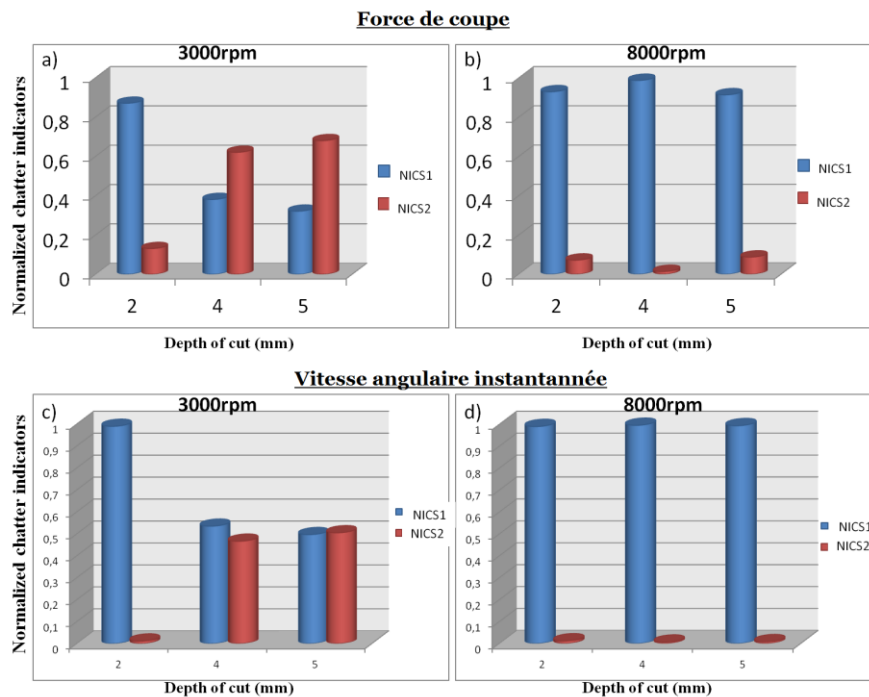 Force de coupe
a) 3000rpm
Normalized chatter indicators
1
0,8
0,6
0,4
0,2
0
2 4 5
Depth of cut (mm)
NICS1
NICS2
b) 8000rpm
1
0,8
0,6
0,4
0,2
0
2 4 5
Depth of cut (mm)
NICS1
NICS2
Vitesse angulaire instantannée
c) 3000rpm
Normalized chatter indicators
1
0,9
0,8
0,7
0,6
0,5
0,4
0,3
0,2
0,1
0
2 4 5
Depth of cut (mm)
NICS1
NICS2
d) 8000rpm
1
0,9
0,8
0,7
0,6
0,5
0,4
0,3
0,2
0,1
0
2 4 5
Depth of cut (mm)
NICS1
NICS2